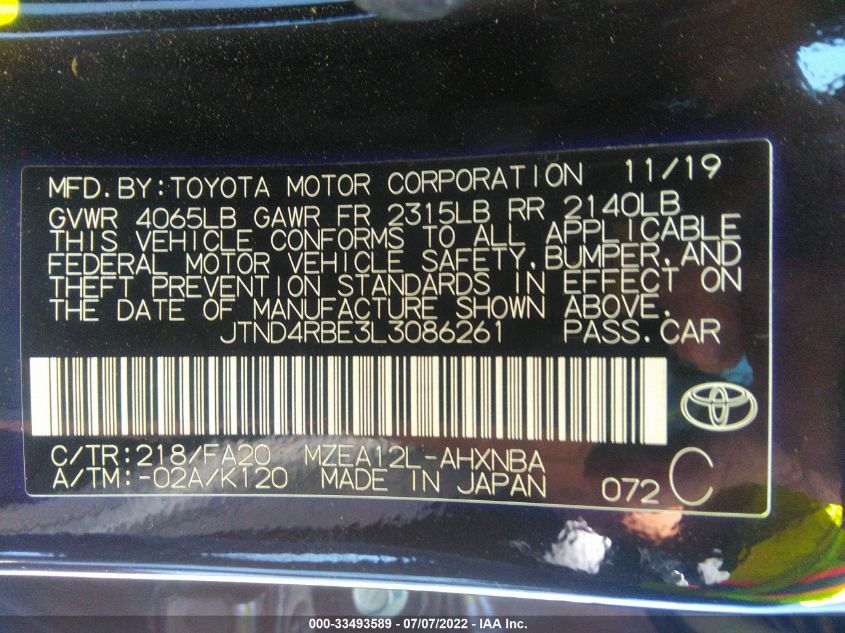 MFD. BY: TOYOTA MOTOR CORPORATION 11/19
GVWR 4065LB GAWR FR 2315LB RR 2140LB
THIS VEHICLE CONFORMS TO ALL APPLICABLE
FEDERAL MOTOR VEHICLE SAFETY, BUMPER, AND
THEFT PREVENTION STANDARDS IN EFFECT ON
THE DATE OF MANUFACTURE SHOWN ABOVE.
JTND4RBE3L3086261 PASS. CAR
C/TR: 218/FA20 MZEA12L-AHXNBA
A/TM: -02A/K120 MADE IN JAPAN 072 C
000-33493589 - 07/07/2022 - IAA Inc.